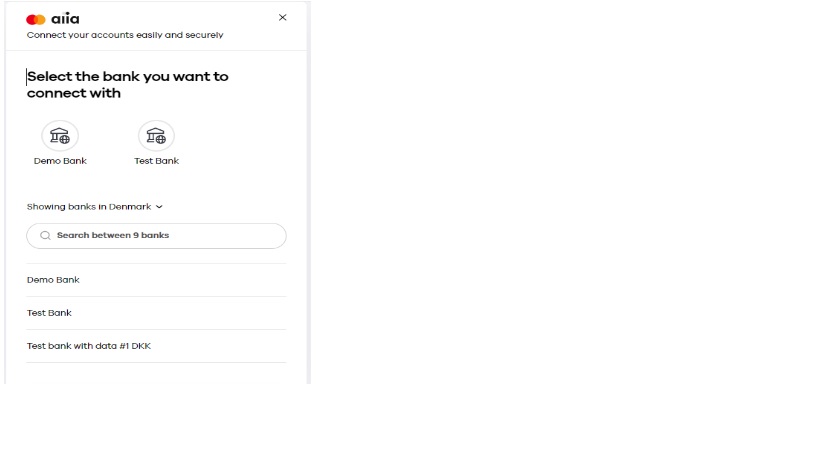 aiia
Connect your accounts easily and securely
Select the bank you want to
connect with
Demo Bank
Test Bank
Showing banks in Denmark
Search between 9 banks
Demo Bank
Test Bank
Test bank with data #1 DKK